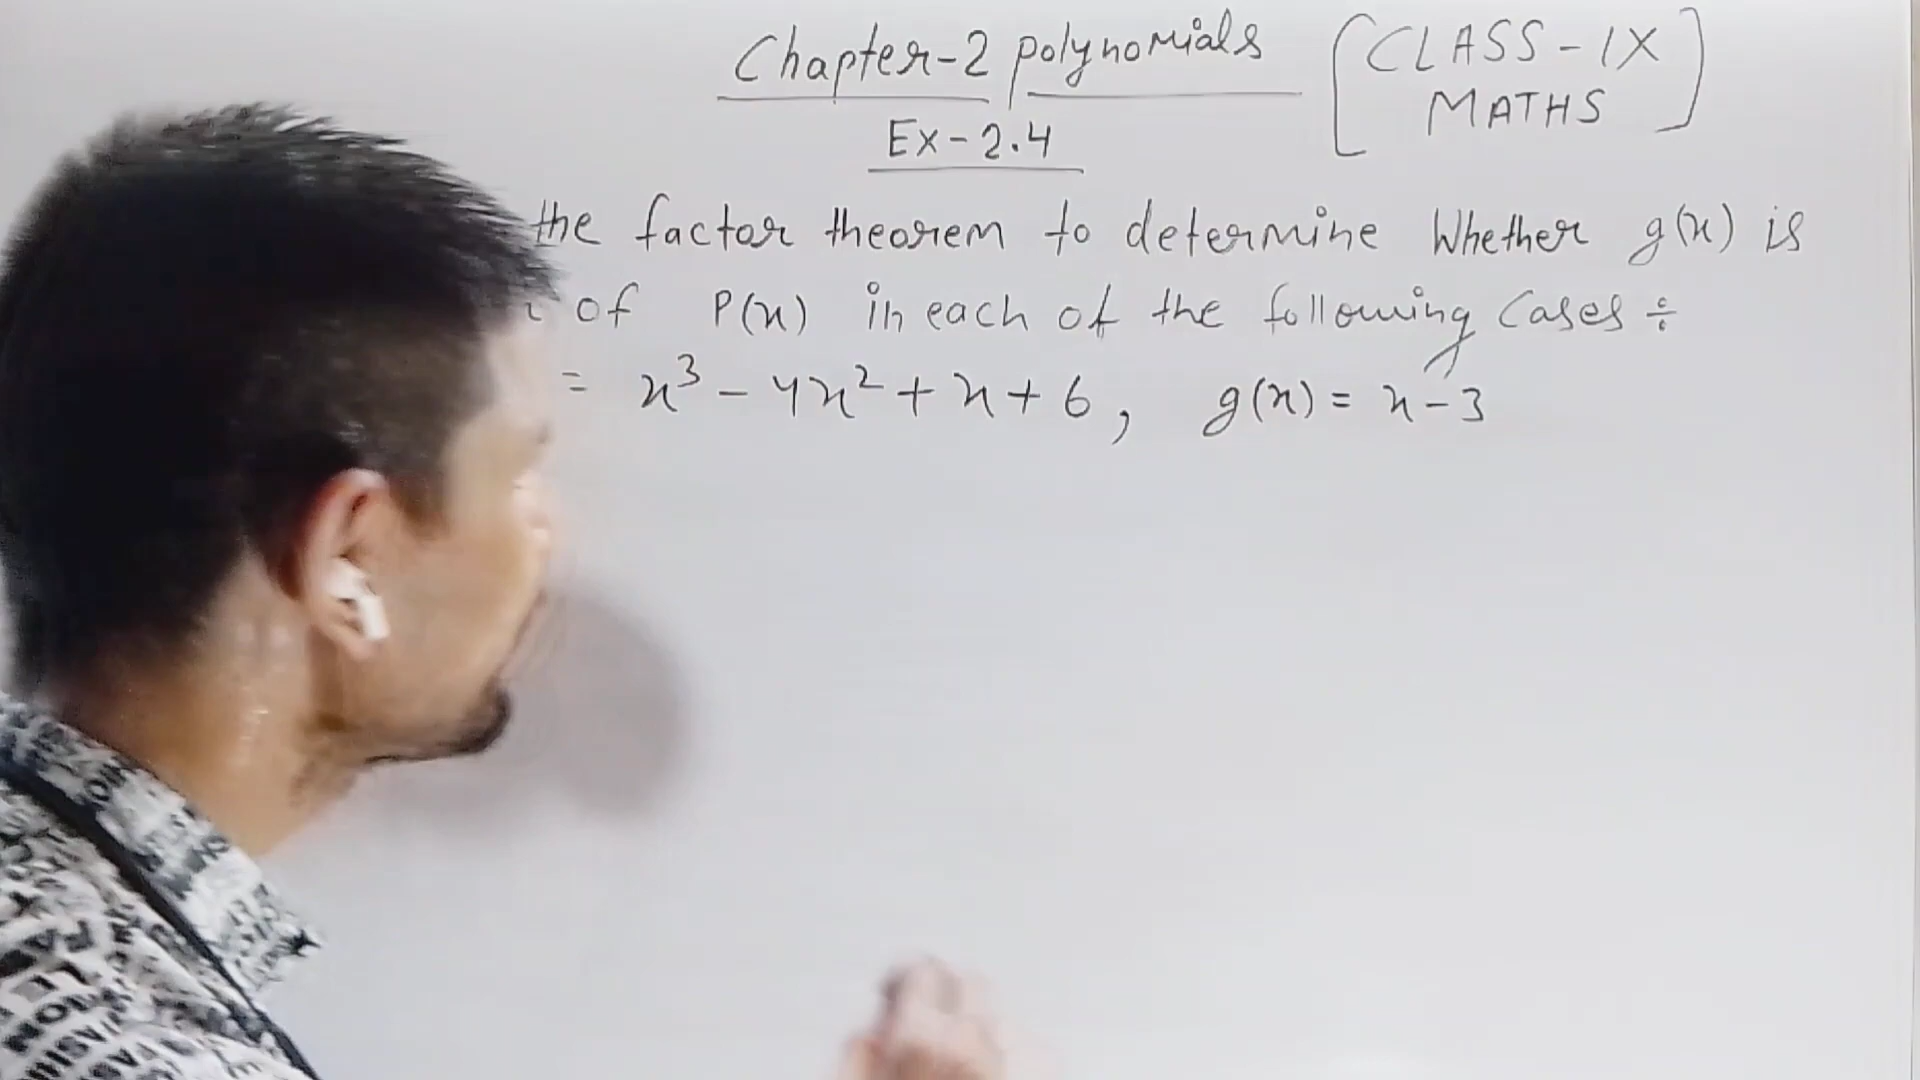 Chapter-2 polynomials [CLASS-IX MATHS]
Ex-2.4
the factor theorem to determine Whether g(x) is
of P(x) in each of the following Cases ÷
= x³ - 4x² + x + 6, g(x) = x - 3